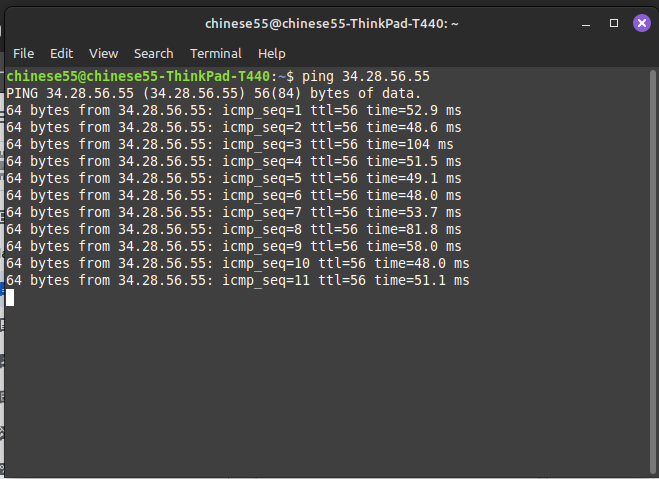 chinese55@chinese55-ThinkPad-T440: ~
File Edit View Search Terminal Help
chinese55@chinese55-ThinkPad-T440:~$ ping 34.28.56.55
PING 34.28.56.55 (34.28.56.55) 56(84) bytes of data.
64 bytes from 34.28.56.55: icmp_seq=1 ttl=56 time=52.9 ms
64 bytes from 34.28.56.55: icmp_seq=2 ttl=56 time=48.6 ms
64 bytes from 34.28.56.55: icmp_seq=3 ttl=56 time=104 ms
64 bytes from 34.28.56.55: icmp_seq=4 ttl=56 time=51.5 ms
64 bytes from 34.28.56.55: icmp_seq=5 ttl=56 time=49.1 ms
64 bytes from 34.28.56.55: icmp_seq=6 ttl=56 time=48.0 ms
64 bytes from 34.28.56.55: icmp_seq=7 ttl=56 time=53.7 ms
64 bytes from 34.28.56.55: icmp_seq=8 ttl=56 time=81.8 ms
64 bytes from 34.28.56.55: icmp_seq=9 ttl=56 time=58.0 ms
64 bytes from 34.28.56.55: icmp_seq=10 ttl=56 time=48.0 ms
64 bytes from 34.28.56.55: icmp_seq=11 ttl=56 time=51.1 ms